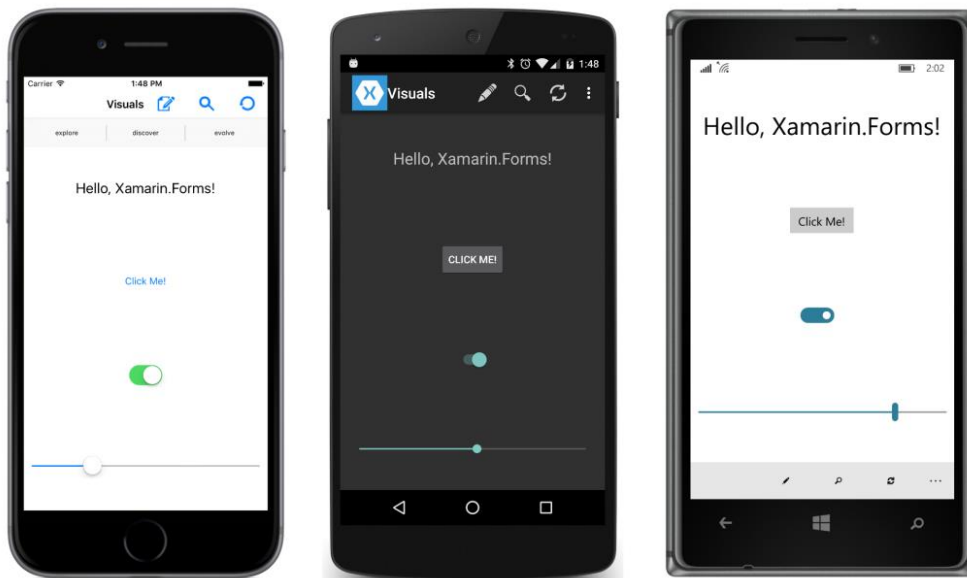 Carrier 1:48 PM
Visuals
explore discover evolve
Hello, Xamarin.Forms!
Click Me!
1:48
X Visuals
Hello, Xamarin.Forms!
CLICK ME!
2:02
Hello, Xamarin.Forms!
Click Me!